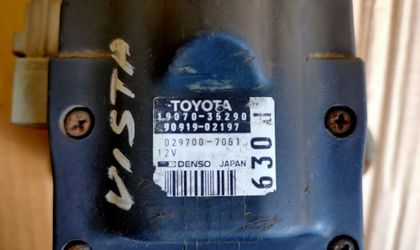 VISTA
TOYOTA
19070-35290
90919-02197
029700-7051
12V
DENSO JAPAN
630